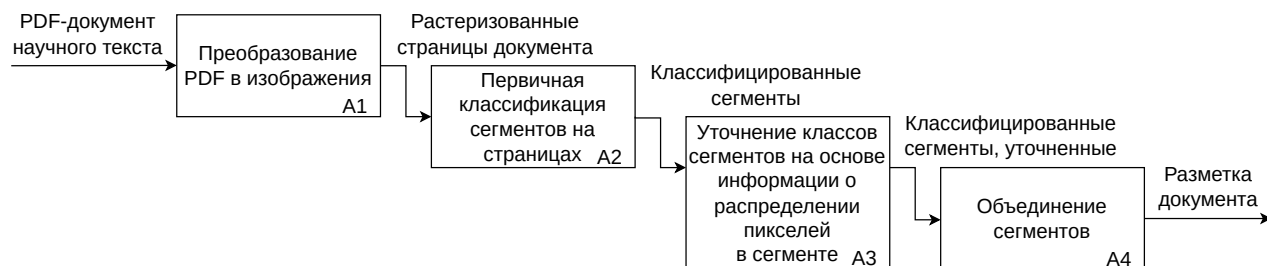 PDF-документ
научного текста
Преобразование
PDF в изображения
A1
Растеризованные
страницы документа
Первичная
классификация
сегментов на
страницах
A2
Классифицированные
сегменты
Уточнение классов
сегментов на основе
информации о
распределении
пикселей
в сегменте
A3
Классифицированные
сегменты, уточненные
Объединение
сегментов
A4
Разметка
документа